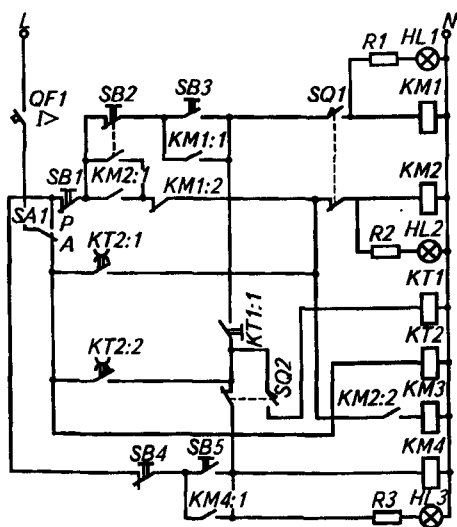 L
N
R1
HL1
QF1
SB2
SB3
SQ1
KM1
KM1:1
SB1
KM2:1
KM1:2
KM2
P
SA1
A
R2
HL2
KT2:1
KT1
KT1:1
KT2
KT2:2
SQ2
KM2:2
KM3
SB4
SB5
KM4
KM4:1
R3
HL3